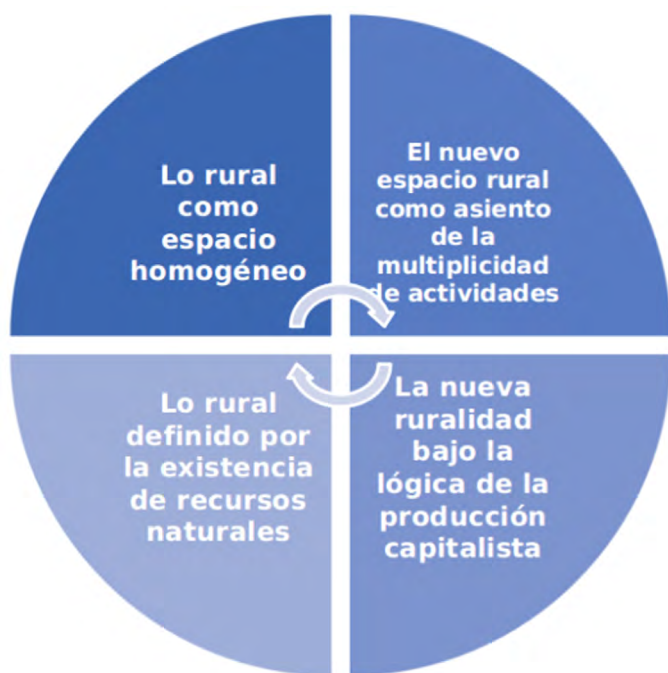 Lo rural
como
espacio
homogéneo
El nuevo
espacio rural
como asiento
de la
multiplicidad
de actividades
Lo rural
definido por
la existencia
de recursos
naturales
La nueva
ruralidad
bajo la
lógica de la
producción
capitalista